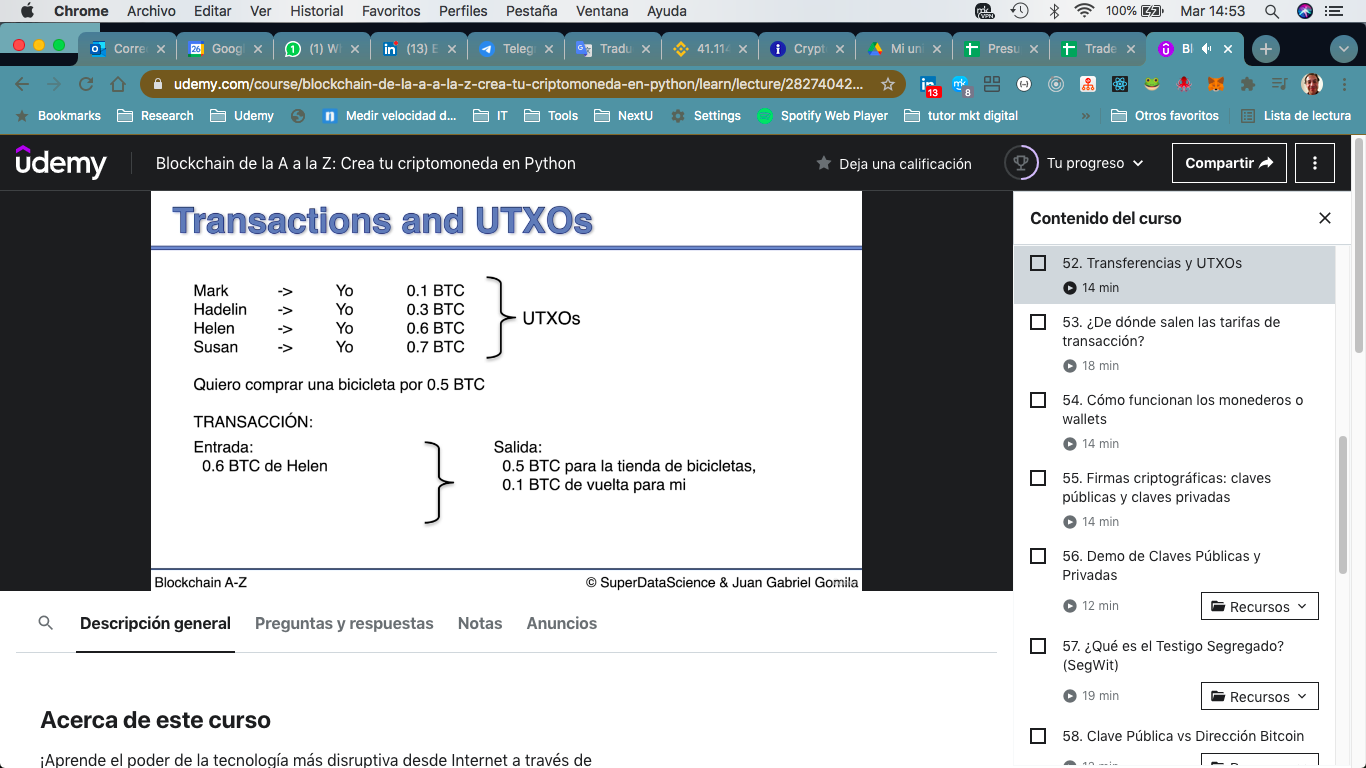 Chrome Archivo Editar Ver Historial Favoritos Perfiles Pestaña Ventana Ayuda 100% Mar 14:53
Corre 26 Googl (1) W (13) E Telegr Tradu 41.114 Crypt Mi uni Presu Trade Bl
udemy.com/course/blockchain-de-la-a-a-la-z-crea-tu-criptomoneda-en-python/learn/lecture/28274042... 13 8
Bookmarks Research Udemy Medir velocidad d... IT Tools NextU Settings Spotify Web Player tutor mkt digital » Otros favoritos Lista de lectura
ûdemy Blockchain de la A a la Z: Crea tu criptomoneda en Python Deja una calificación Tu progreso Compartir
Transactions and UTXOs
Mark -> Yo 0.1 BTC
Hadelin -> Yo 0.3 BTC
Helen -> Yo 0.6 BTC
Susan -> Yo 0.7 BTC
UTXOs
Quiero comprar una bicicleta por 0.5 BTC
TRANSACCIÓN:
Entrada:
0.6 BTC de Helen
Salida:
0.5 BTC para la tienda de bicicletas,
0.1 BTC de vuelta para mi
Blockchain A-Z © SuperDataScience & Juan Gabriel Gomila
Contenido del curso
52. Transferencias y UTXOs
14 min
53. ¿De dónde salen las tarifas de
transacción?
18 min
54. Cómo funcionan los monederos o
wallets
14 min
55. Firmas criptográficas: claves
públicas y claves privadas
14 min
56. Demo de Claves Públicas y
Privadas
12 min Recursos
57. ¿Qué es el Testigo Segregado?
(SegWit)
19 min Recursos
58. Clave Pública vs Dirección Bitcoin
Descripción general Preguntas y respuestas Notas Anuncios
Acerca de este curso
¡Aprende el poder de la tecnología más disruptiva desde Internet a través de